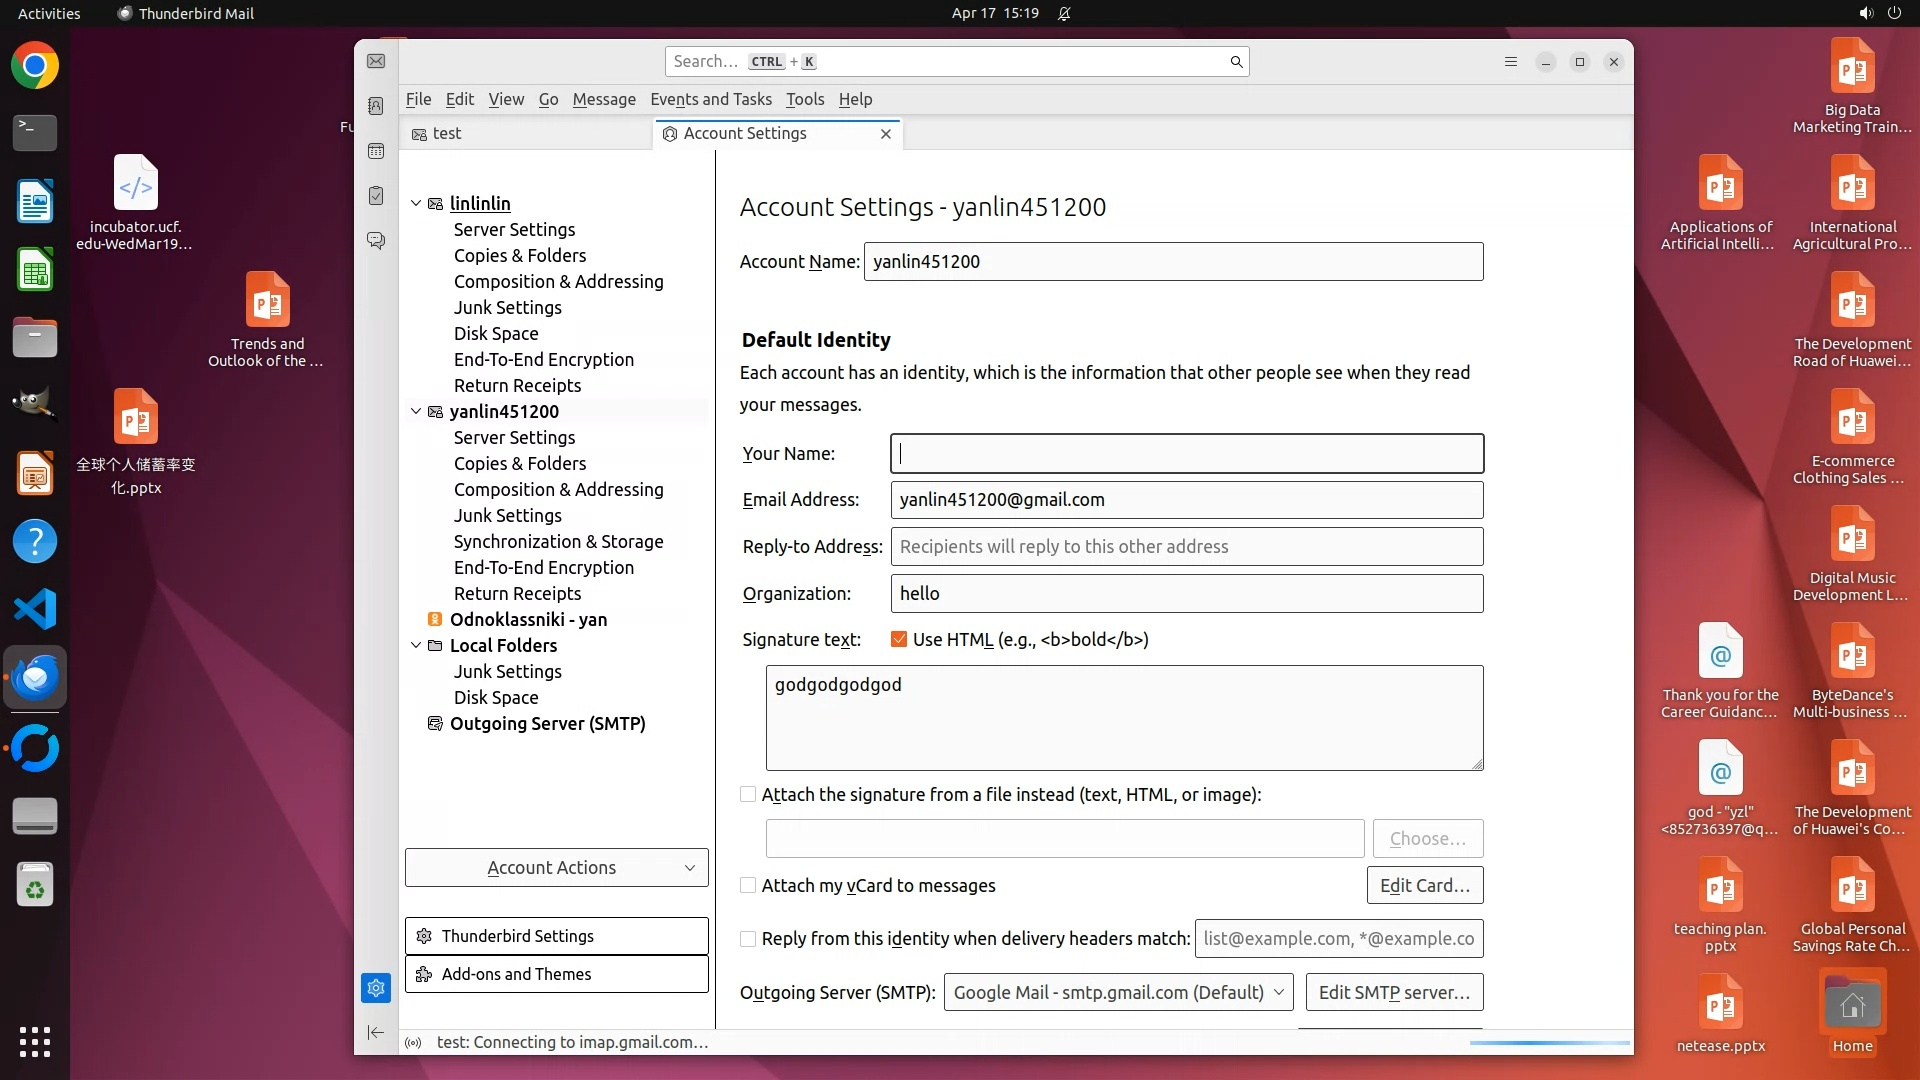 Activities
Thunderbird Mail
Apr 17 15:19
Search… CTRL + K
File Edit View Go Message Events and Tasks Tools Help
test
Account Settings
linlinlin
Server Settings
Copies & Folders
Composition & Addressing
Junk Settings
Disk Space
End-To-End Encryption
Return Receipts
yanlin451200
Server Settings
Copies & Folders
Composition & Addressing
Junk Settings
Synchronization & Storage
End-To-End Encryption
Return Receipts
Odnoklassniki - yan
Local Folders
Junk Settings
Disk Space
Outgoing Server (SMTP)
Account Actions
Thunderbird Settings
Add-ons and Themes
Account Settings - yanlin451200
Account Name: yanlin451200
Default Identity
Each account has an identity, which is the information that other people see when they read
your messages.
Your Name:
Email Address: yanlin451200@gmail.com
Reply-to Address: Recipients will reply to this other address
Organization: hello
Signature text: Use HTML (e.g., <b>bold</b>)
godgodgodgod
Attach the signature from a file instead (text, HTML, or image):
Choose…
Attach my vCard to messages
Edit Card…
Reply from this identity when delivery headers match: list@example.com, *@example.co
Outgoing Server (SMTP): Google Mail - smtp.gmail.com (Default) Edit SMTP server…
test: Connecting to imap.gmail.com…
incubator.ucf.
edu-WedMar19…
Trends and
Outlook of the …
全球个人储蓄率变
化.pptx
Fu
Big Data
Marketing Train…
Applications of
Artificial Intelli…
International
Agricultural Pro…
The Development
Road of Huawei…
E-commerce
Clothing Sales …
Digital Music
Development L…
Thank you for the
Career Guidanc…
ByteDance's
Multi-business …
god - "yzl"
<852736397@q…
The Development
of Huawei's Co…
teaching plan.
pptx
Global Personal
Savings Rate Ch…
netease.pptx
Home